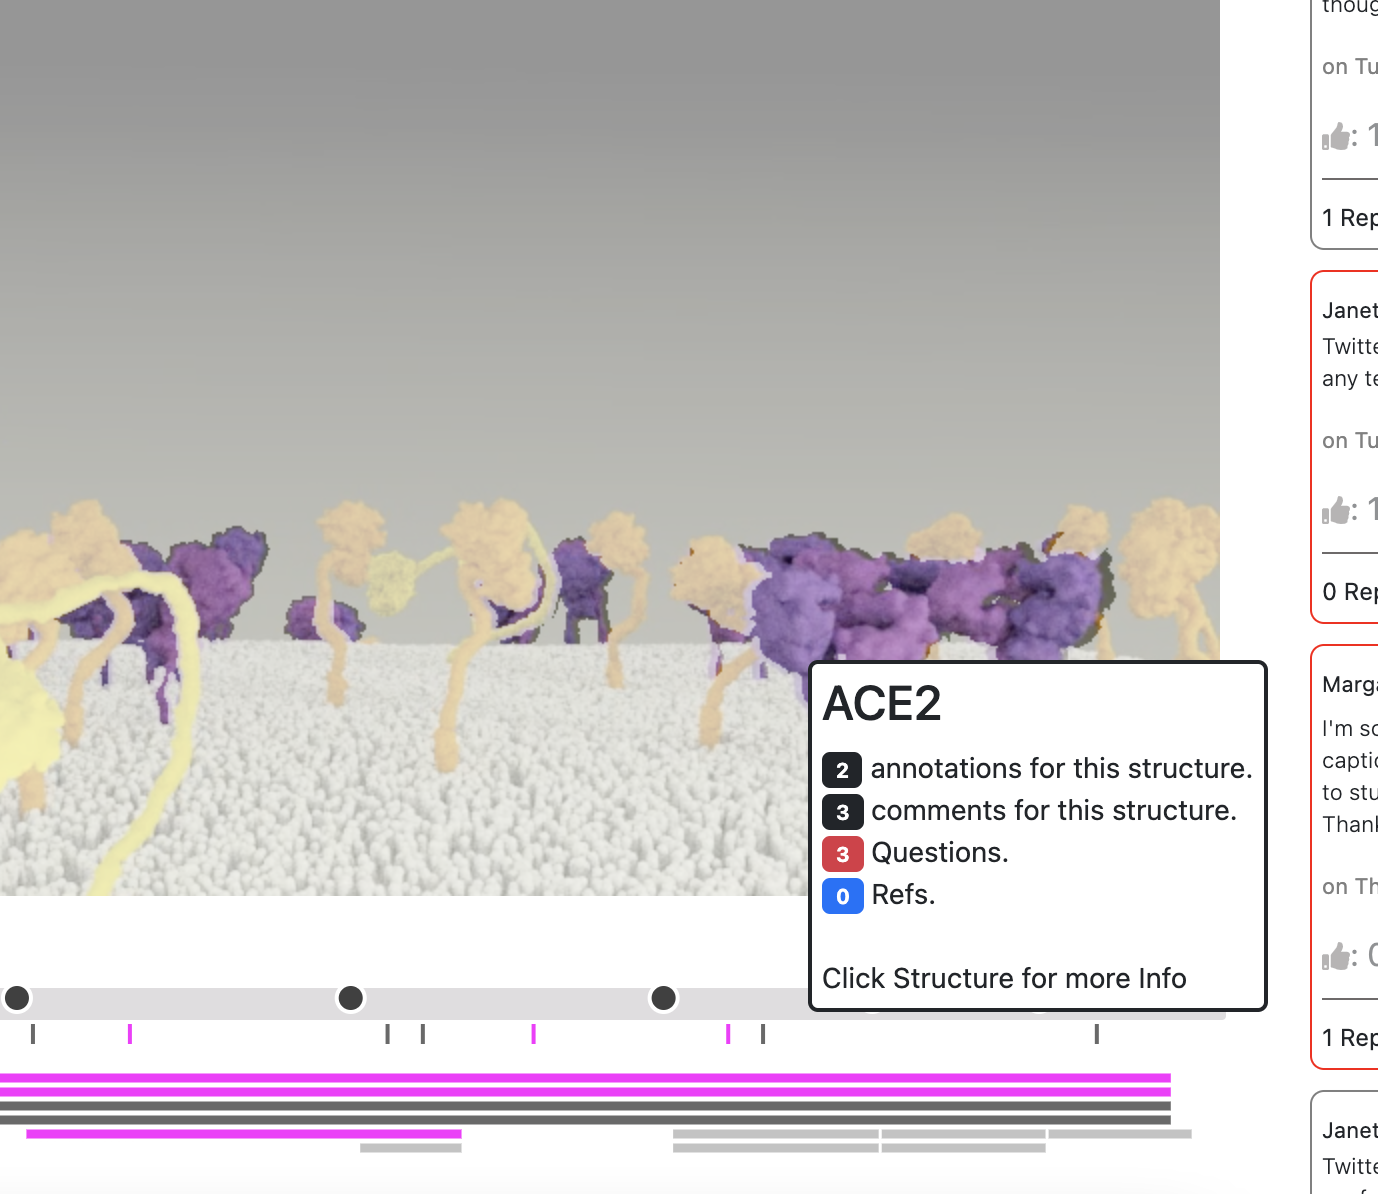 ACE2
2 annotations for this structure.
3 comments for this structure.
3 Questions.
0 Refs.
Click Structure for more Info
on Tu
: 1
1 Rep
Janet
Twitte
any te
on Tu
: 1
0 Rep
Marga
I'm so
captio
to stu
Thank
on Th
: 0
1 Rep
Janet
Twitte